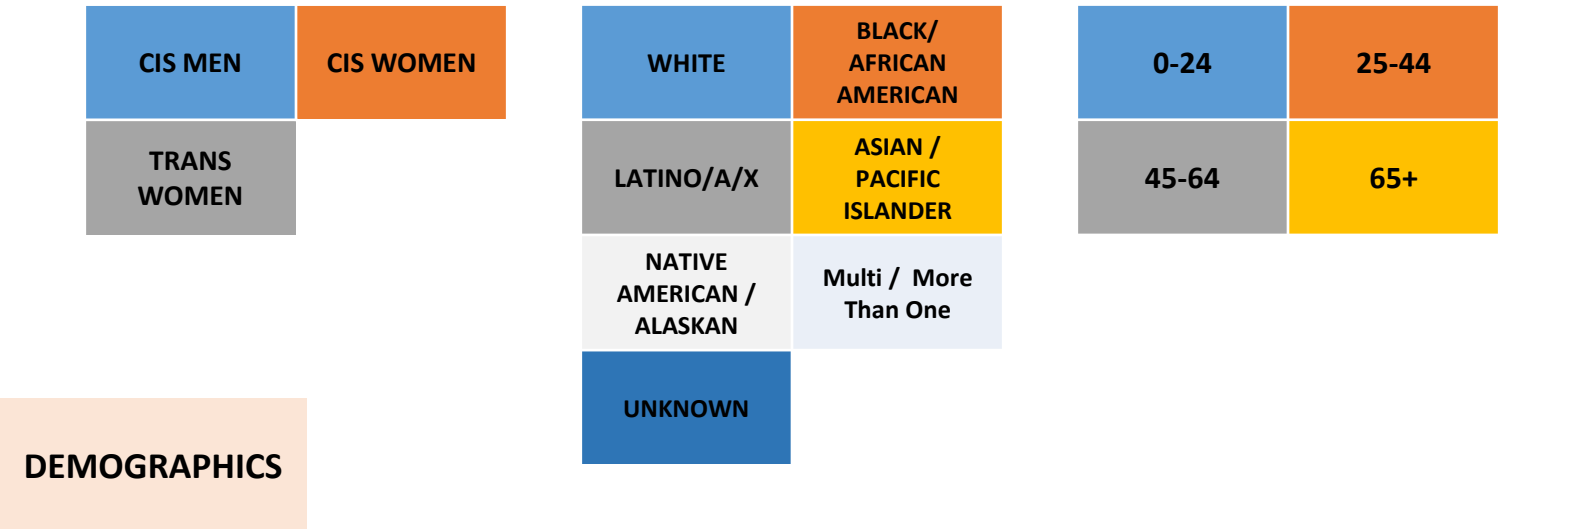 CIS MEN
CIS WOMEN
TRANS
WOMEN
WHITE
BLACK/
AFRICAN
AMERICAN
LATINO/A/X
ASIAN /
PACIFIC
ISLANDER
NATIVE
AMERICAN /
ALASKAN
Multi / More
Than One
UNKNOWN
0-24
25-44
45-64
65+
DEMOGRAPHICS